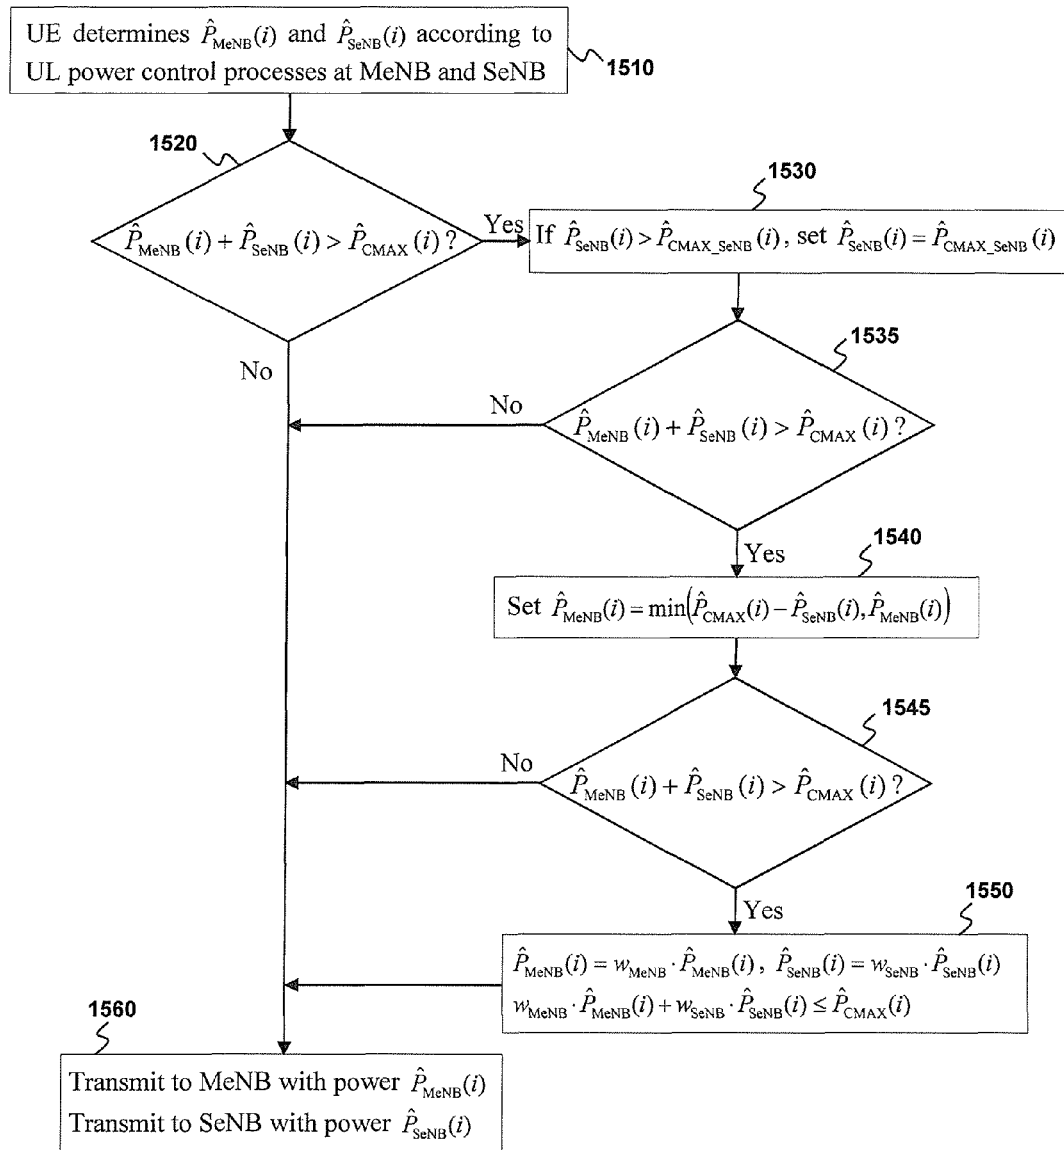 UE determines P̂_MeNB(i) and P̂_SeNB(i) according to
UL power control processes at MeNB and SeNB
1510
1520
P̂_MeNB(i) + P̂_SeNB(i) > P̂_CMAX(i) ?
Yes
No
1530
If P̂_SeNB(i) > P̂_CMAX_SeNB(i), set P̂_SeNB(i) = P̂_CMAX_SeNB(i)
1535
P̂_MeNB(i) + P̂_SeNB(i) > P̂_CMAX(i) ?
No
Yes
1540
Set P̂_MeNB(i) = min(P̂_CMAX(i) − P̂_SeNB(i), P̂_MeNB(i))
1545
P̂_MeNB(i) + P̂_SeNB(i) > P̂_CMAX(i) ?
No
Yes
1550
P̂_MeNB(i) = w_MeNB · P̂_MeNB(i), P̂_SeNB(i) = w_SeNB · P̂_SeNB(i)
w_MeNB · P̂_MeNB(i) + w_SeNB · P̂_SeNB(i) ≤ P̂_CMAX(i)
1560
Transmit to MeNB with power P̂_MeNB(i)
Transmit to SeNB with power P̂_SeNB(i)